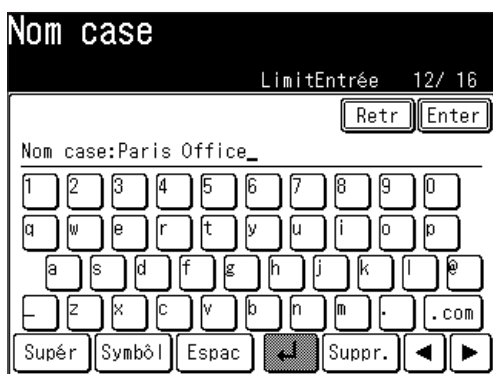 Nom case
LimitEntrée 12/ 16
Retr Enter
Nom case:Paris Office_
1 2 3 4 5 6 7 8 9 0
q w e r t y u i o p
a s d f g h j k l @
_ z x c v b n m . .com
Supér Symbôl Espac ↵ Suppr. ◄ ►